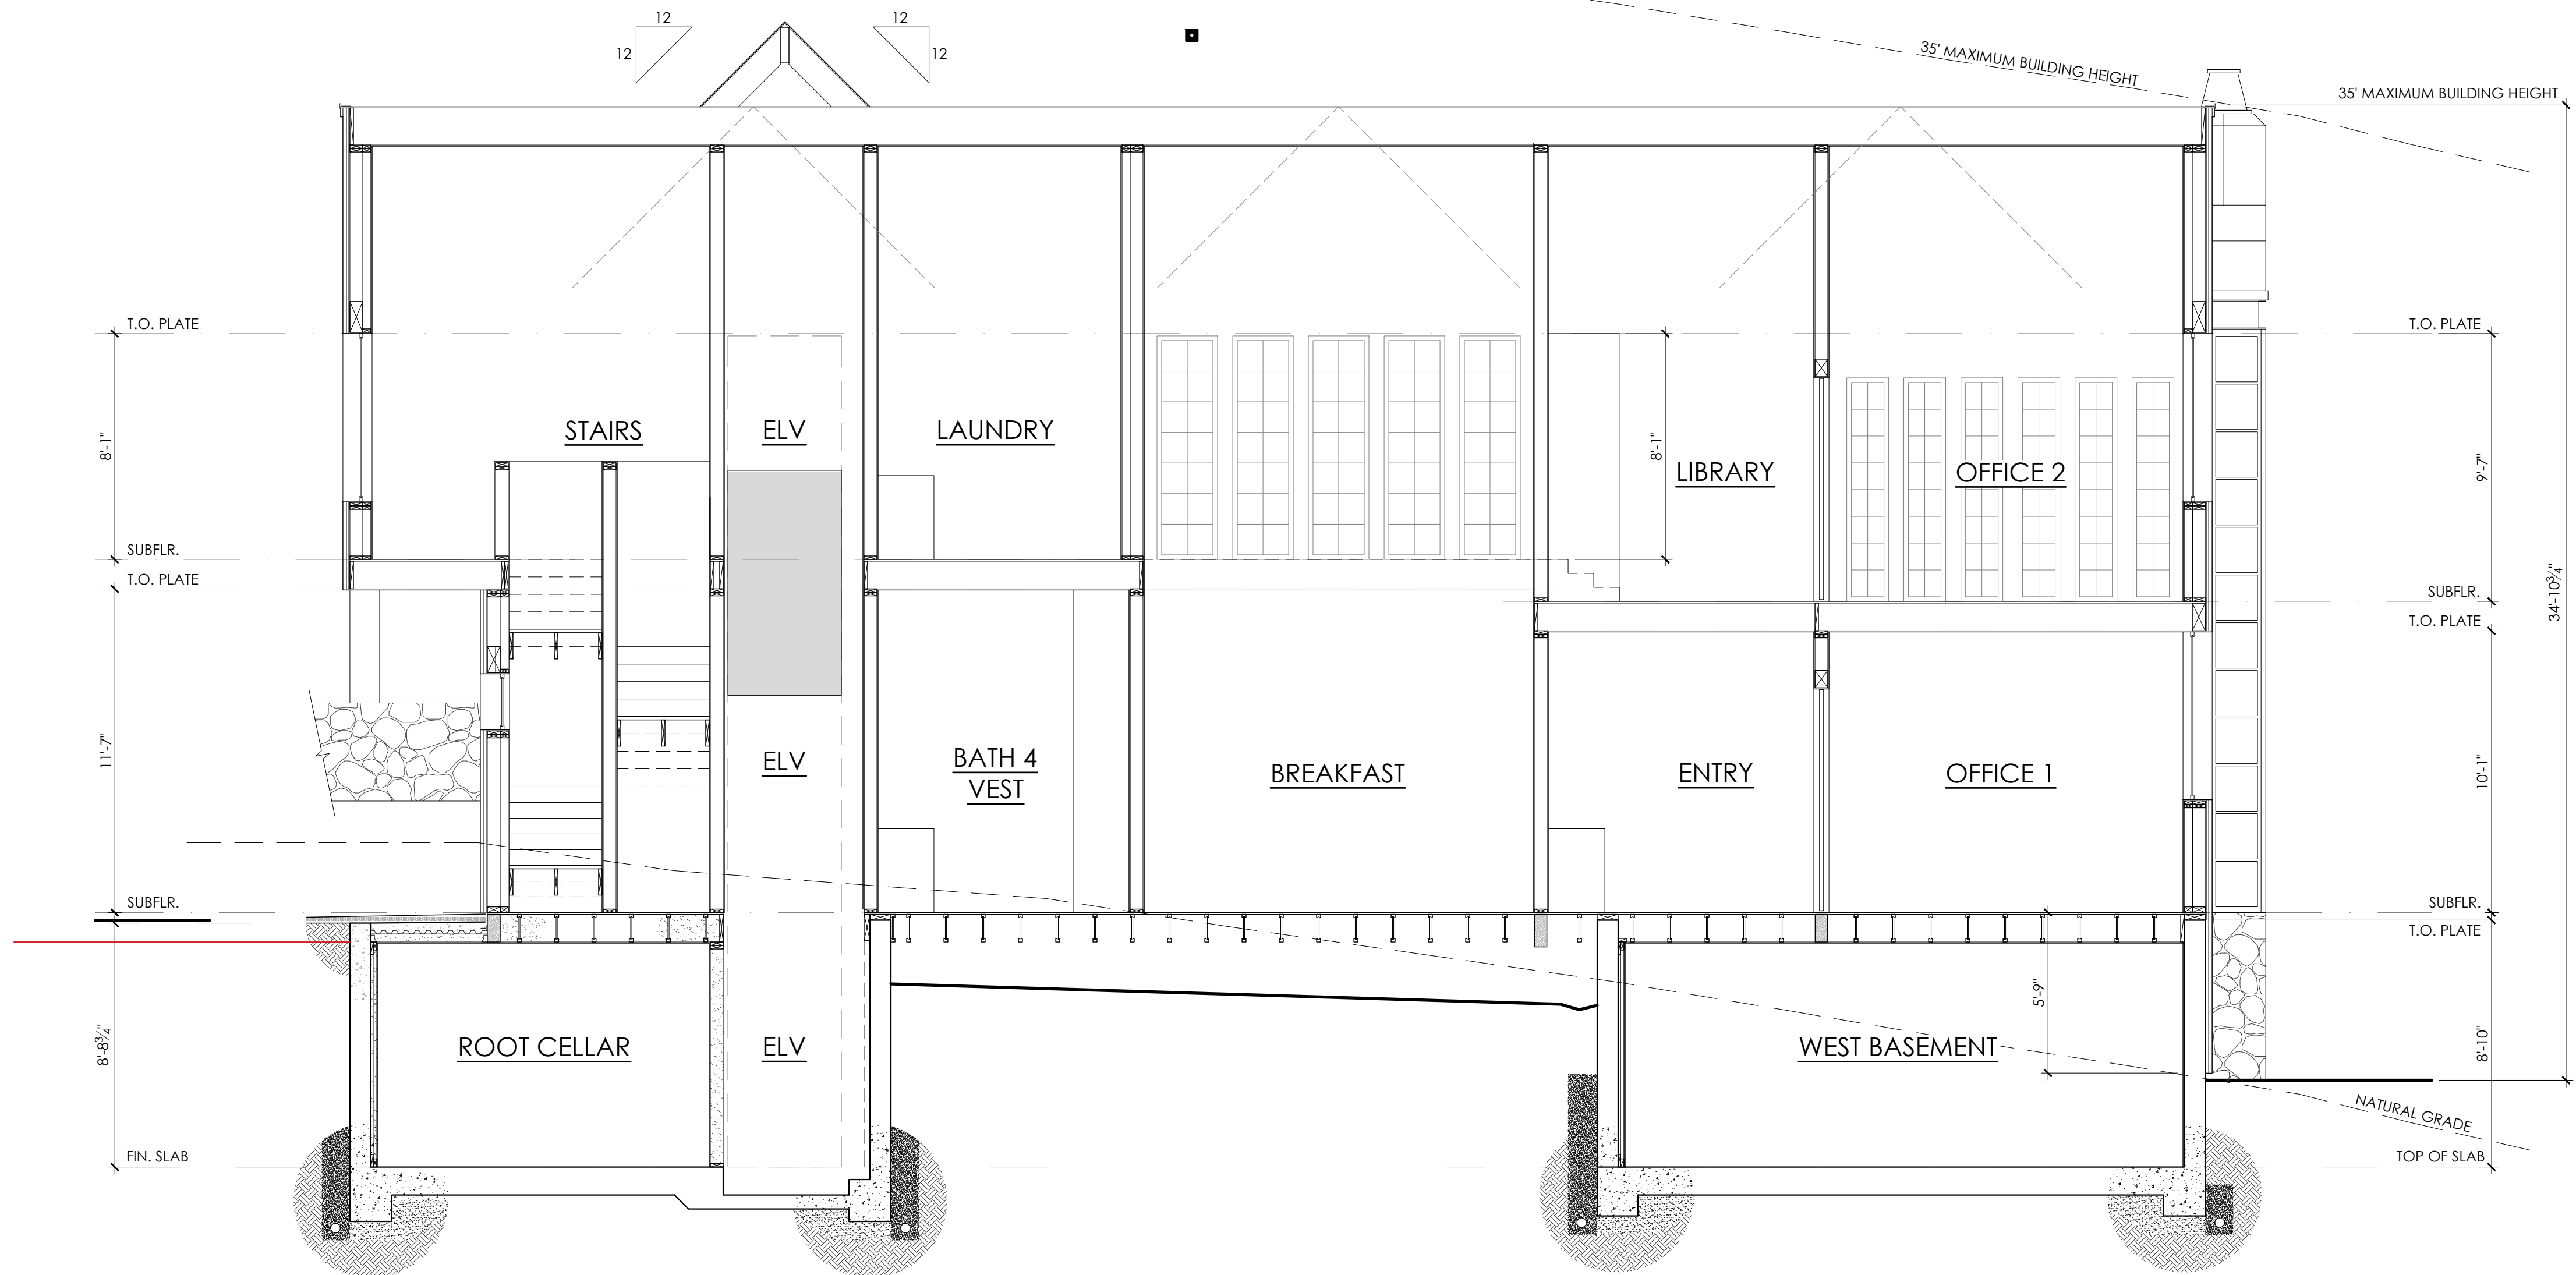 12
12
12
12
35' MAXIMUM BUILDING HEIGHT
35' MAXIMUM BUILDING HEIGHT
T.O. PLATE
T.O. PLATE
8'-1"
STAIRS
ELV
LAUNDRY
8'-1"
LIBRARY
OFFICE 2
9'-7"
SUBFLR.
T.O. PLATE
SUBFLR.
T.O. PLATE
34'-10¾"
11'-7"
ELV
BATH 4
VEST
BREAKFAST
ENTRY
OFFICE 1
10'-1"
SUBFLR.
SUBFLR.
T.O. PLATE
5'-9"
8'-8¾"
ROOT CELLAR
ELV
WEST BASEMENT
8'-10"
NATURAL GRADE
FIN. SLAB
TOP OF SLAB